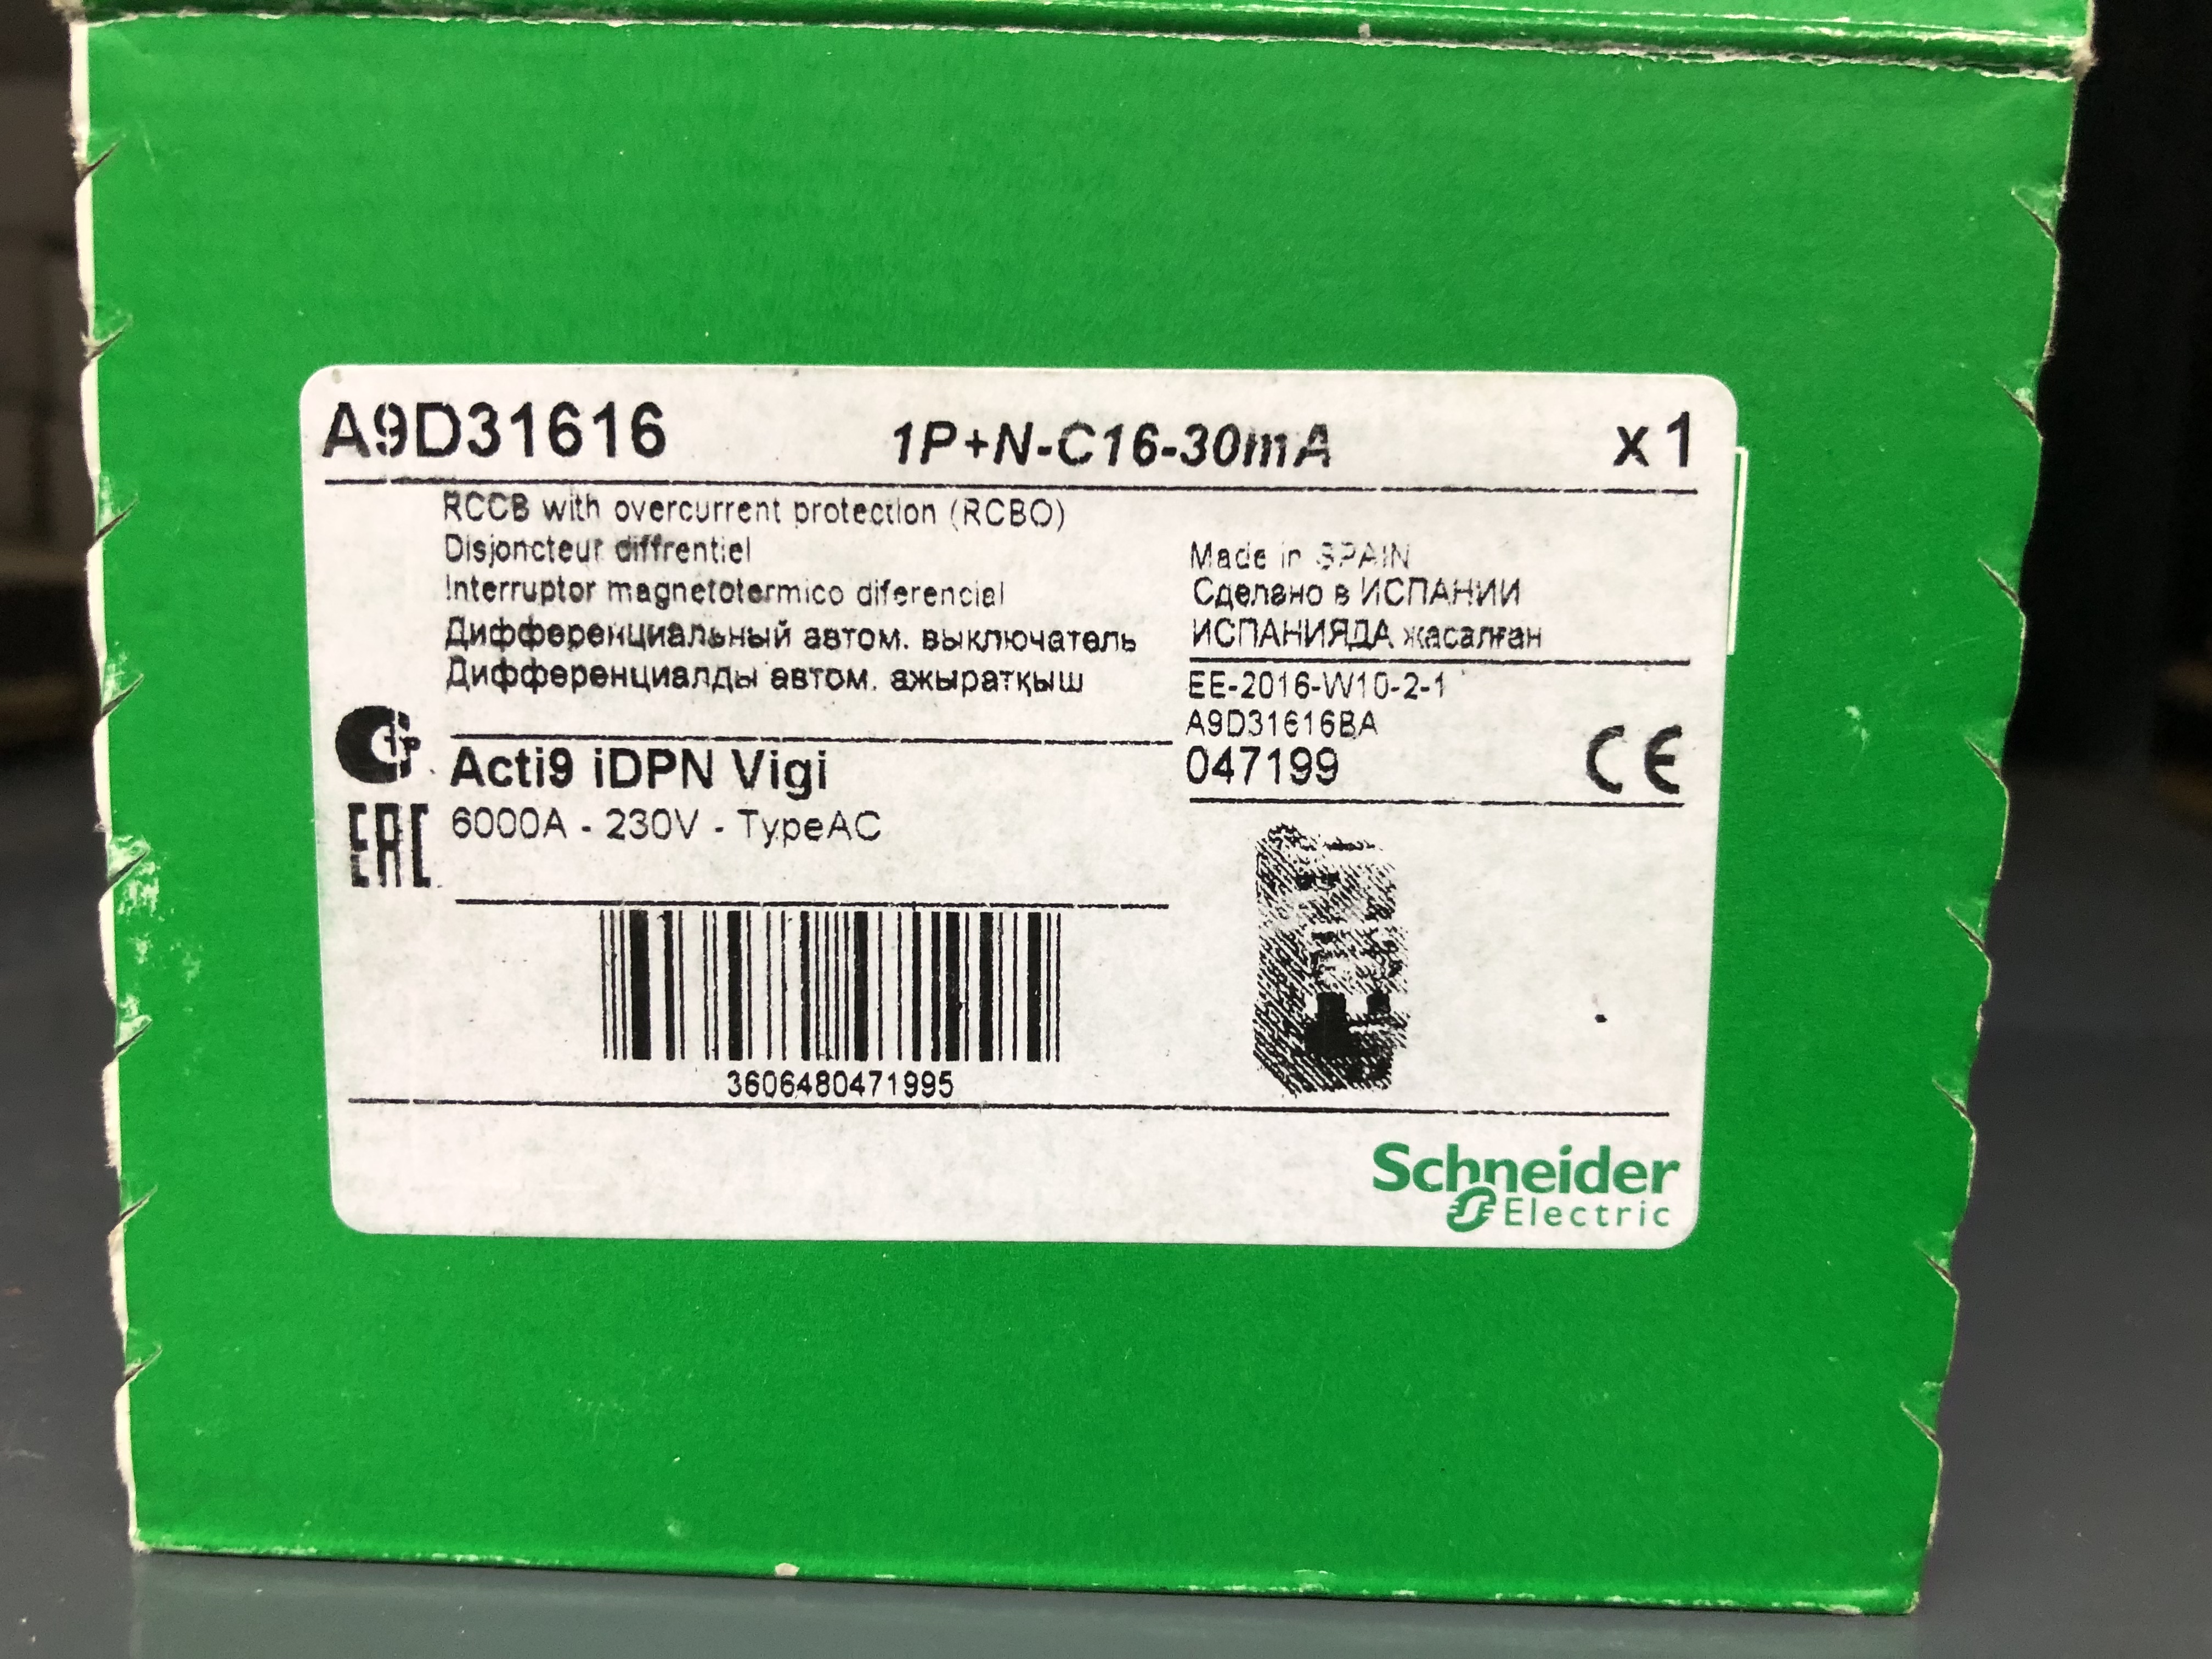 A9D31616 1P+N-C16-30mA x1
RCCB with overcurrent protection (RCBO)
Disjoncteur diffrentiel
Interruptor magnetotermico diferencial
Дифференциальный автом. выключатель
Дифференциалды автом. ажыратқыш
Made in SPAIN
Сделано в ИСПАНИИ
ИСПАНИЯДА жасалған
EE-2016-W10-2-1
A9D31616BA
047199
CE
Acti9 iDPN Vigi
EAC
6000A - 230V - TypeAC
3606480471995
Schneider
Electric